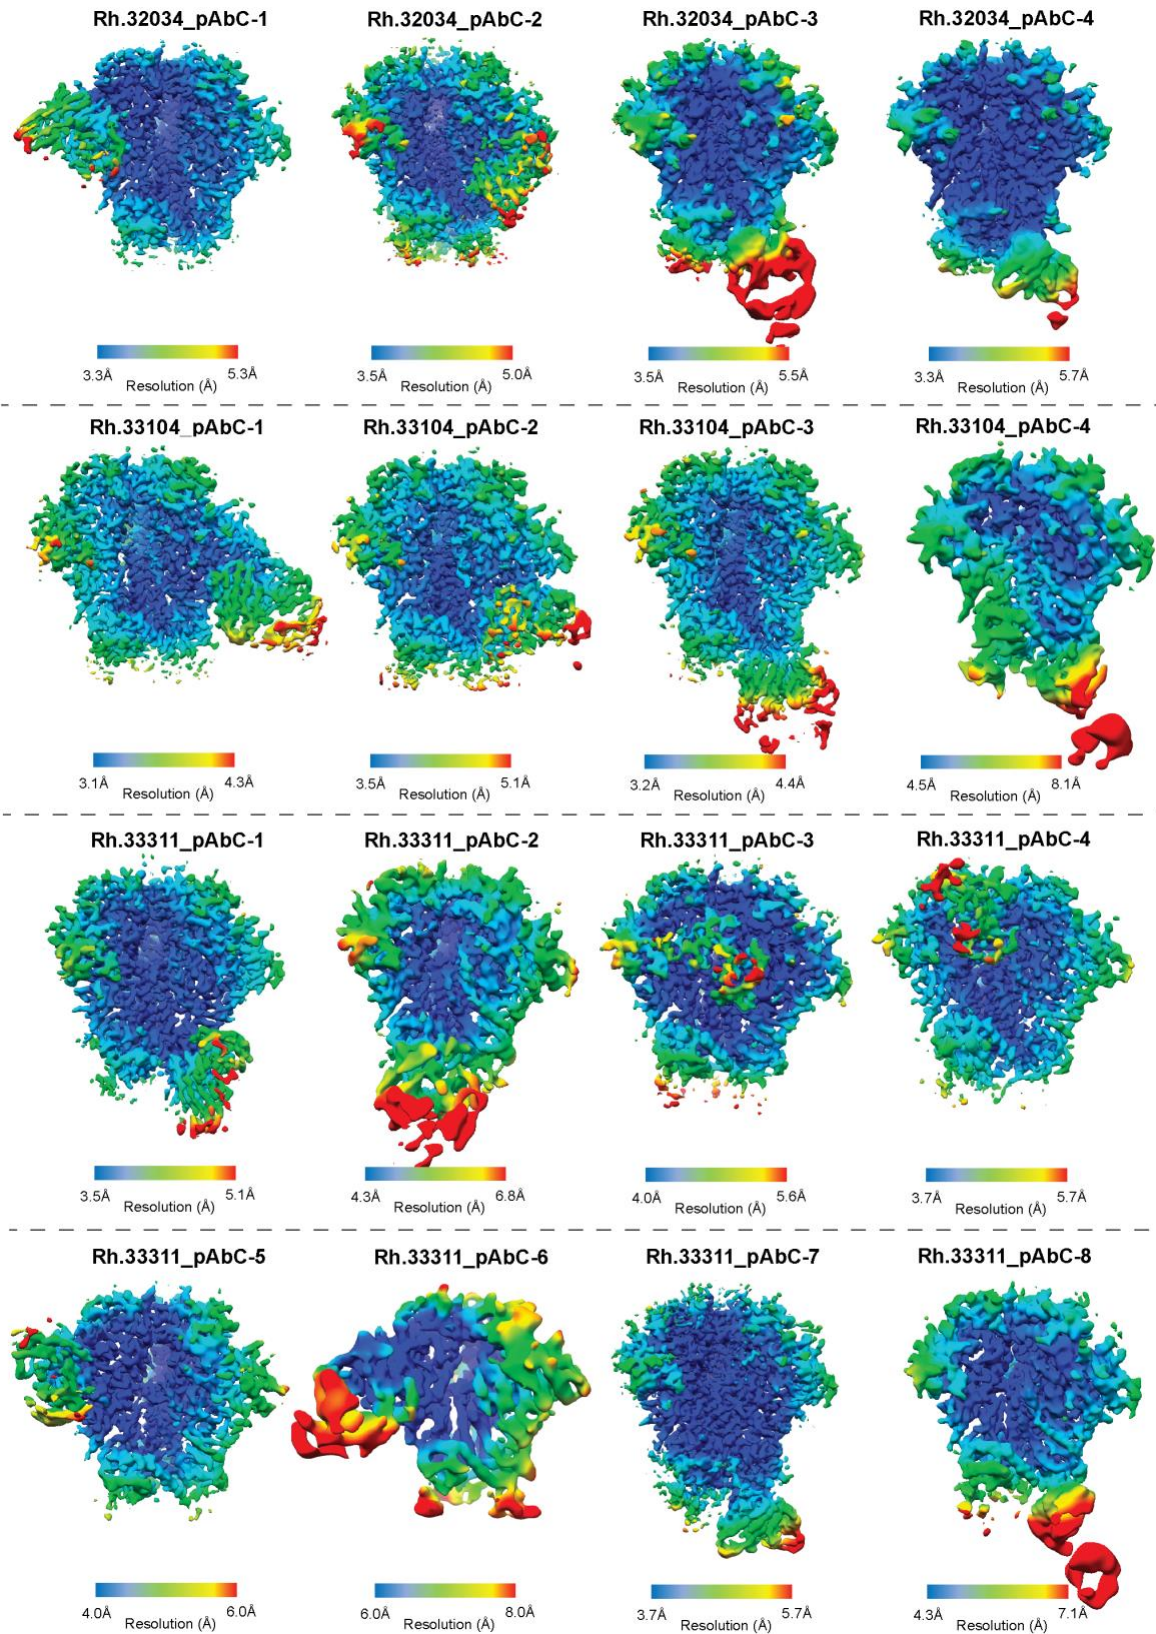 Rh.32034_pAbC-1 Rh.32034_pAbC-2 Rh.32034_pAbC-3 Rh.32034_pAbC-4
3.3Å 5.3Å 3.5Å 5.0Å 3.5Å 5.5Å 3.3Å 5.7Å
Resolution (Å) Resolution (Å) Resolution (Å) Resolution (Å)
Rh.33104_pAbC-1 Rh.33104_pAbC-2 Rh.33104_pAbC-3 Rh.33104_pAbC-4
3.1Å 4.3Å 3.5Å 5.1Å 3.2Å 4.4Å 4.5Å 8.1Å
Resolution (Å) Resolution (Å) Resolution (Å) Resolution (Å)
Rh.33311_pAbC-1 Rh.33311_pAbC-2 Rh.33311_pAbC-3 Rh.33311_pAbC-4
3.5Å 5.1Å 4.3Å 6.8Å 4.0Å 5.6Å 3.7Å 5.7Å
Resolution (Å) Resolution (Å) Resolution (Å) Resolution (Å)
Rh.33311_pAbC-5 Rh.33311_pAbC-6 Rh.33311_pAbC-7 Rh.33311_pAbC-8
4.0Å 6.0Å 6.0Å 8.0Å 3.7Å 5.7Å 4.3Å 7.1Å
Resolution (Å) Resolution (Å) Resolution (Å) Resolution (Å)